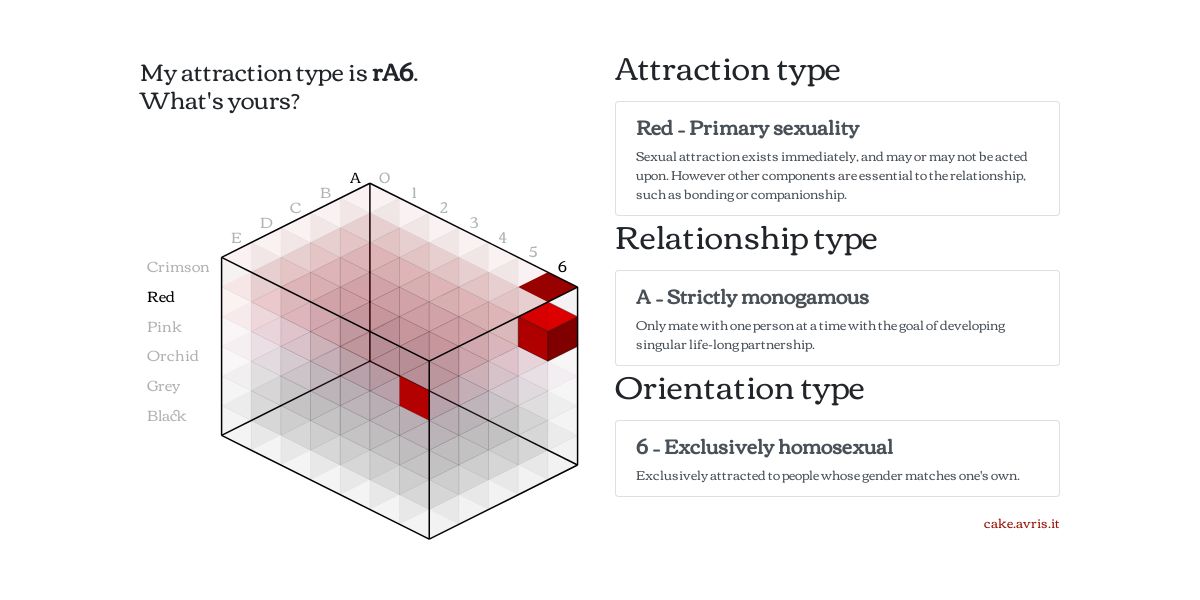 My attraction type is rA6.
What's yours?
A
O
B
1
C
2
D
3
E
4
5
6
Crimson
Red
Pink
Orchid
Grey
Black
Attraction type
Red - Primary sexuality
Sexual attraction exists immediately, and may or may not be acted
upon. However other components are essential to the relationship,
such as bonding or companionship.
Relationship type
A - Strictly monogamous
Only mate with one person at a time with the goal of developing
singular life-long partnership.
Orientation type
6 - Exclusively homosexual
Exclusively attracted to people whose gender matches one's own.
cake.avris.it